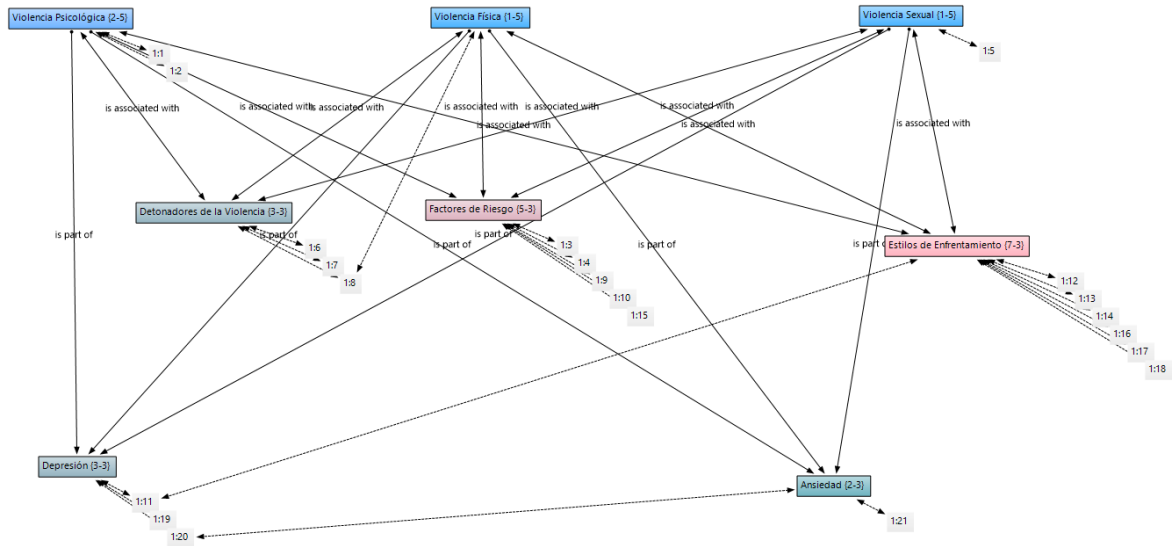 Violencia Psicológica {2-5}
Violencia Física {1-5}
Violencia Sexual {1-5}
1:1
1:2
1:5
is associated with
is associated with
is associated with
is associated with
is associated with
is associated with
is associated with
is associated with
is associated with
Detonadores de la Violencia {3-3}
Factores de Riesgo {5-3}
Estilos de Enfrentamiento {7-3}
is part of
is part of
is part of
is part of
is part of
is part of
1:6
1:7
1:8
1:3
1:4
1:9
1:10
1:15
1:12
1:13
1:14
1:16
1:17
1:18
Depresión {3-3}
Ansiedad {2-3}
1:11
1:19
1:20
1:21